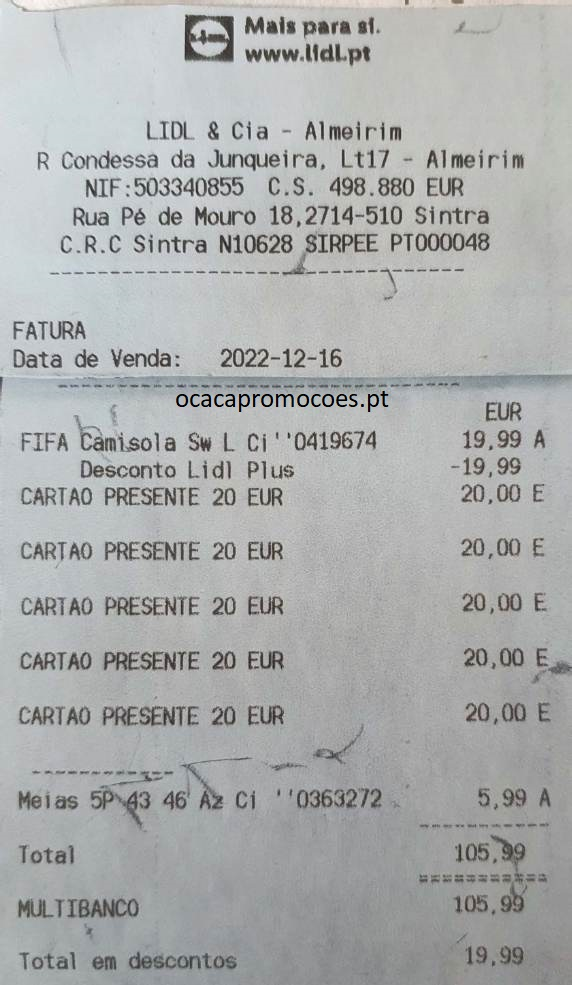 Mais para si.
www.lidl.pt
LIDL & Cia - Almeirim
R Condessa da Junqueira, Lt17 - Almeirim
NIF:503340855 C.S. 498.880 EUR
Rua Pé de Mouro 18,2714-510 Sintra
C.R.C Sintra N10628 SIRPEE PT000048
FATURA
Data de Venda: 2022-12-16
ocacapromocoes.pt
EUR
FIFA Camisola Sw L Ci''0419674 19,99 A
Desconto Lidl Plus -19,99
CARTAO PRESENTE 20 EUR 20,00 E
CARTAO PRESENTE 20 EUR 20,00 E
CARTAO PRESENTE 20 EUR 20,00 E
CARTAO PRESENTE 20 EUR 20,00 E
CARTAO PRESENTE 20 EUR 20,00 E
Meias 5P 43 46 Az Ci ''0363272 5,99 A
Total 105,99
MULTIBANCO 105,99
Total em descontos 19,99